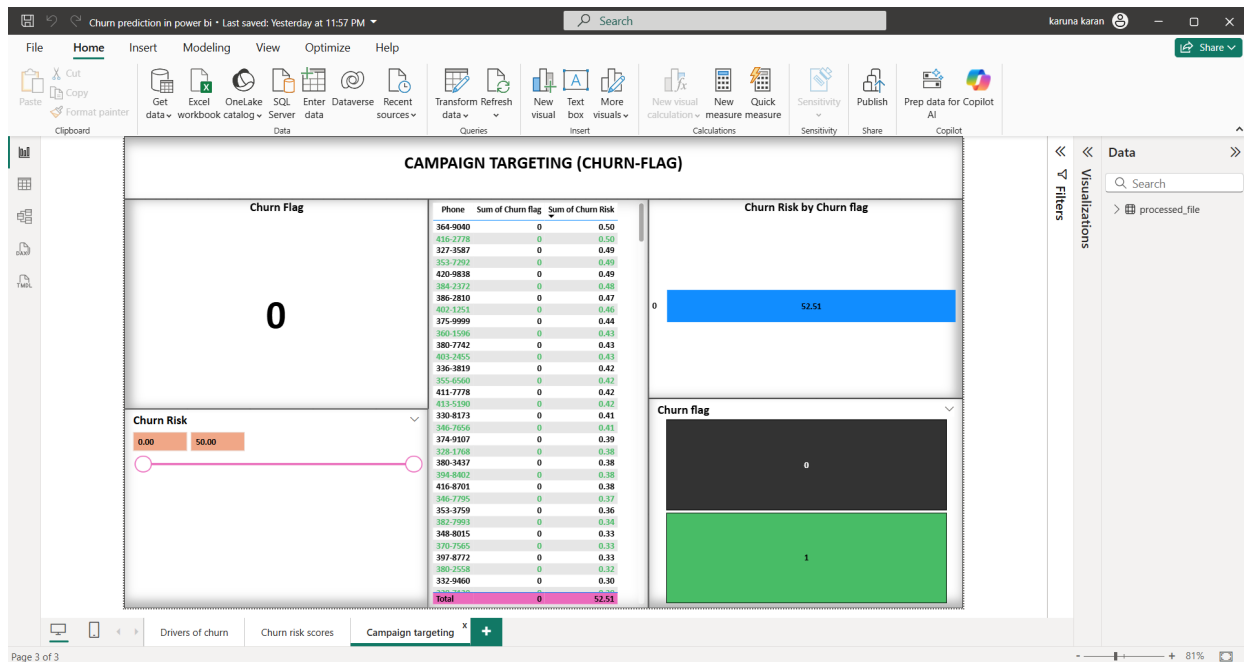 Churn prediction in power bi • Last saved: Yesterday at 11:57 PM
Search
karuna karan
File Home Insert Modeling View Optimize Help
Share
Paste
Cut
Copy
Format painter
Clipboard
Get data
Excel workbook
OneLake catalog
SQL Server
Enter data
Dataverse
Recent sources
Data
Transform data
Refresh
Queries
New visual
Text box
More visuals
Insert
New visual calculation
New measure
Quick measure
Calculations
Sensitivity
Sensitivity
Publish
Share
Prep data for AI
Copilot
Copilot
CAMPAIGN TARGETING (CHURN-FLAG)
Churn Flag
0
Churn Risk
0.00 50.00
Phone Sum of Churn flag Sum of Churn Risk
364-9040 0 0.50
416-2778 0 0.50
327-3587 0 0.49
353-7292 0 0.49
420-9838 0 0.49
384-2372 0 0.48
386-2810 0 0.47
402-1251 0 0.46
375-9999 0 0.44
360-1596 0 0.43
380-7742 0 0.43
403-2455 0 0.43
336-3819 0 0.42
355-6560 0 0.42
411-7778 0 0.42
413-5190 0 0.42
330-8173 0 0.41
346-7656 0 0.41
374-9107 0 0.39
328-1768 0 0.38
380-3437 0 0.38
394-8402 0 0.38
416-8701 0 0.38
346-7795 0 0.37
353-3759 0 0.36
382-7993 0 0.34
348-8015 0 0.33
370-7565 0 0.33
397-8772 0 0.33
380-2558 0 0.32
332-9460 0 0.30
Total 0 52.51
Churn Risk by Churn flag
0 52.51
Churn flag
0
1
Filters
Visualizations
Data
Search
processed_file
DAX
TMDL
Drivers of churn
Churn risk scores
Campaign targeting x
+
Page 3 of 3
- + 81%